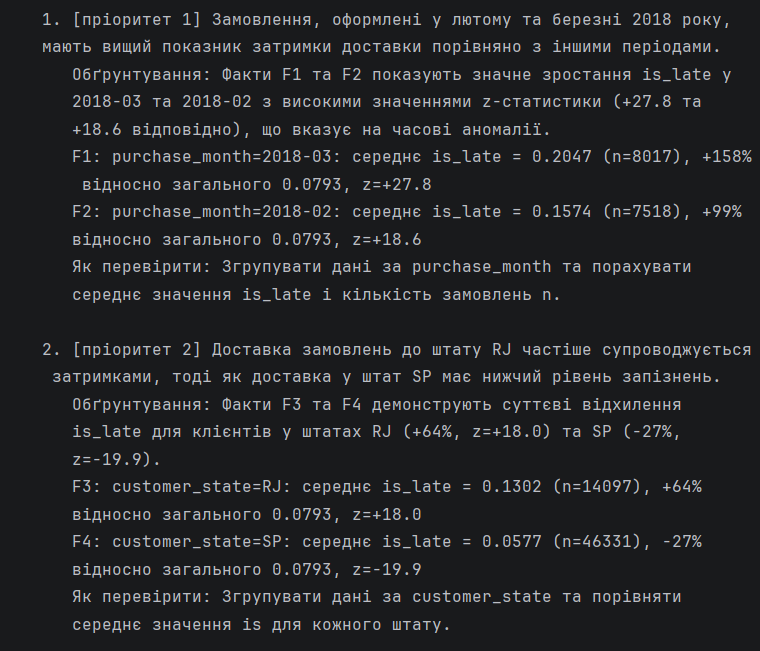 1. [пріоритет 1] Замовлення, оформлені у лютому та березні 2018 року,
мають вищий показник затримки доставки порівняно з іншими періодами.
Обґрунтування: Факти F1 та F2 показують значне зростання is_late у
2018-03 та 2018-02 з високими значеннями z-статистики (+27.8 та
+18.6 відповідно), що вказує на часові аномалії.
F1: purchase_month=2018-03: середнє is_late = 0.2047 (n=8017), +158%
відносно загального 0.0793, z=+27.8
F2: purchase_month=2018-02: середнє is_late = 0.1574 (n=7518), +99%
відносно загального 0.0793, z=+18.6
Як перевірити: Згрупувати дані за purchase_month та порахувати
середнє значення is_late і кількість замовлень n.
2. [пріоритет 2] Доставка замовлень до штату RJ частіше супроводжується
затримками, тоді як доставка у штат SP має нижчий рівень запізнень.
Обґрунтування: Факти F3 та F4 демонструють суттєві відхилення
is_late для клієнтів у штатах RJ (+64%, z=+18.0) та SP (-27%,
z=-19.9).
F3: customer_state=RJ: середнє is_late = 0.1302 (n=14097), +64%
відносно загального 0.0793, z=+18.0
F4: customer_state=SP: середнє is_late = 0.0577 (n=46331), -27%
відносно загального 0.0793, z=-19.9
Як перевірити: Згрупувати дані за customer_state та порівняти
середнє значення is для кожного штату.